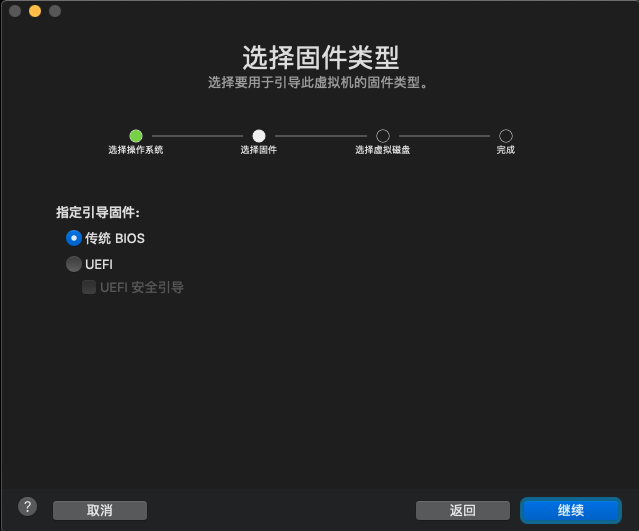 选择固件类型
选择要用于引导此虚拟机的固件类型。
选择操作系统 选择固件 选择虚拟磁盘 完成
指定引导固件:
传统 BIOS
UEFI
UEFI 安全引导
? 取消 返回 继续